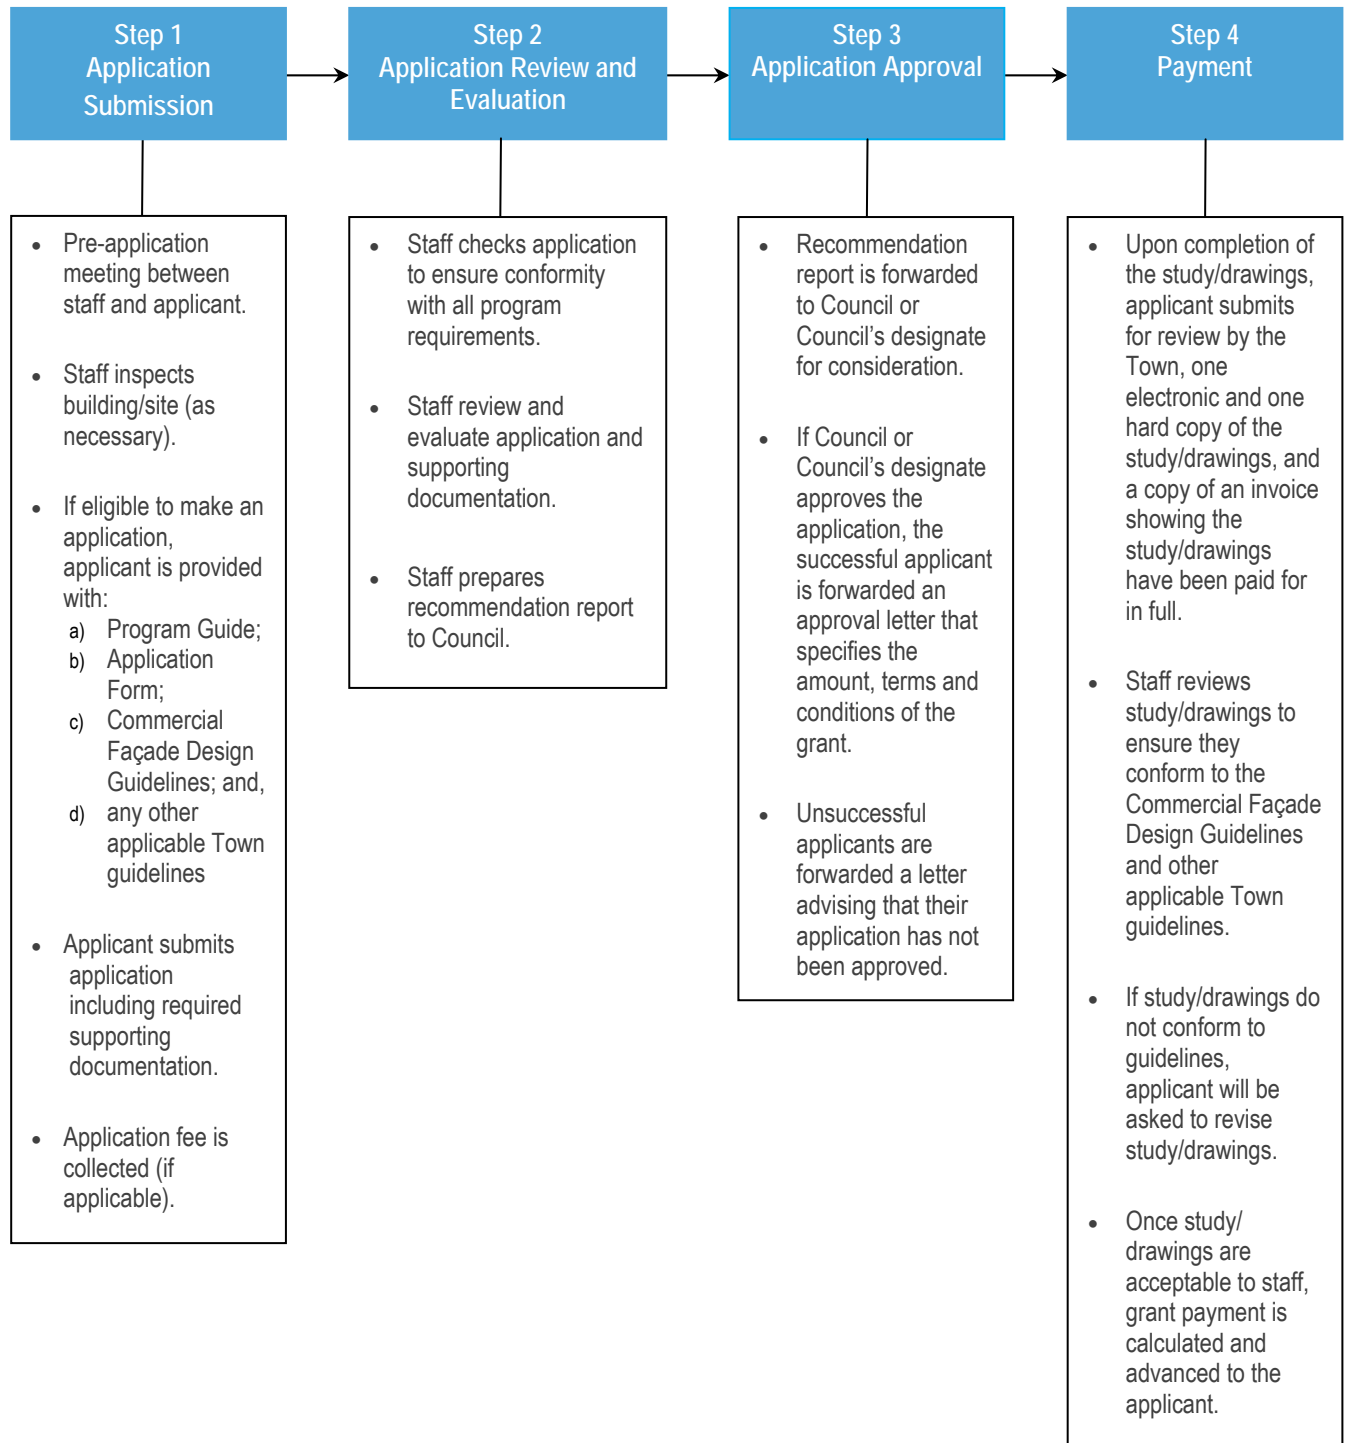 Step 1
Application
Submission
Step 2
Application Review and
Evaluation
Step 3
Application Approval
Step 4
Payment
• Pre-application
meeting between
staff and applicant.
• Staff inspects
building/site (as
necessary).
• If eligible to make an
application,
applicant is provided
with:
a) Program Guide;
b) Application
Form;
c) Commercial
Façade Design
Guidelines; and,
d) any other
applicable Town
guidelines
• Applicant submits
application
including required
supporting
documentation.
• Application fee is
collected (if
applicable).
• Staff checks application
to ensure conformity
with all program
requirements.
• Staff review and
evaluate application and
supporting
documentation.
• Staff prepares
recommendation report
to Council.
• Recommendation
report is forwarded
to Council or
Council’s designate
for consideration.
• If Council or
Council’s designate
approves the
application, the
successful applicant
is forwarded an
approval letter that
specifies the
amount, terms and
conditions of the
grant.
• Unsuccessful
applicants are
forwarded a letter
advising that their
application has not
been approved.
• Upon completion of
the study/drawings,
applicant submits
for review by the
Town, one
electronic and one
hard copy of the
study/drawings, and
a copy of an invoice
showing the
study/drawings
have been paid for
in full.
• Staff reviews
study/drawings to
ensure they
conform to the
Commercial Façade
Design Guidelines
and other
applicable Town
guidelines.
• If study/drawings do
not conform to
guidelines,
applicant will be
asked to revise
study/drawings.
• Once study/
drawings are
acceptable to staff,
grant payment is
calculated and
advanced to the
applicant.